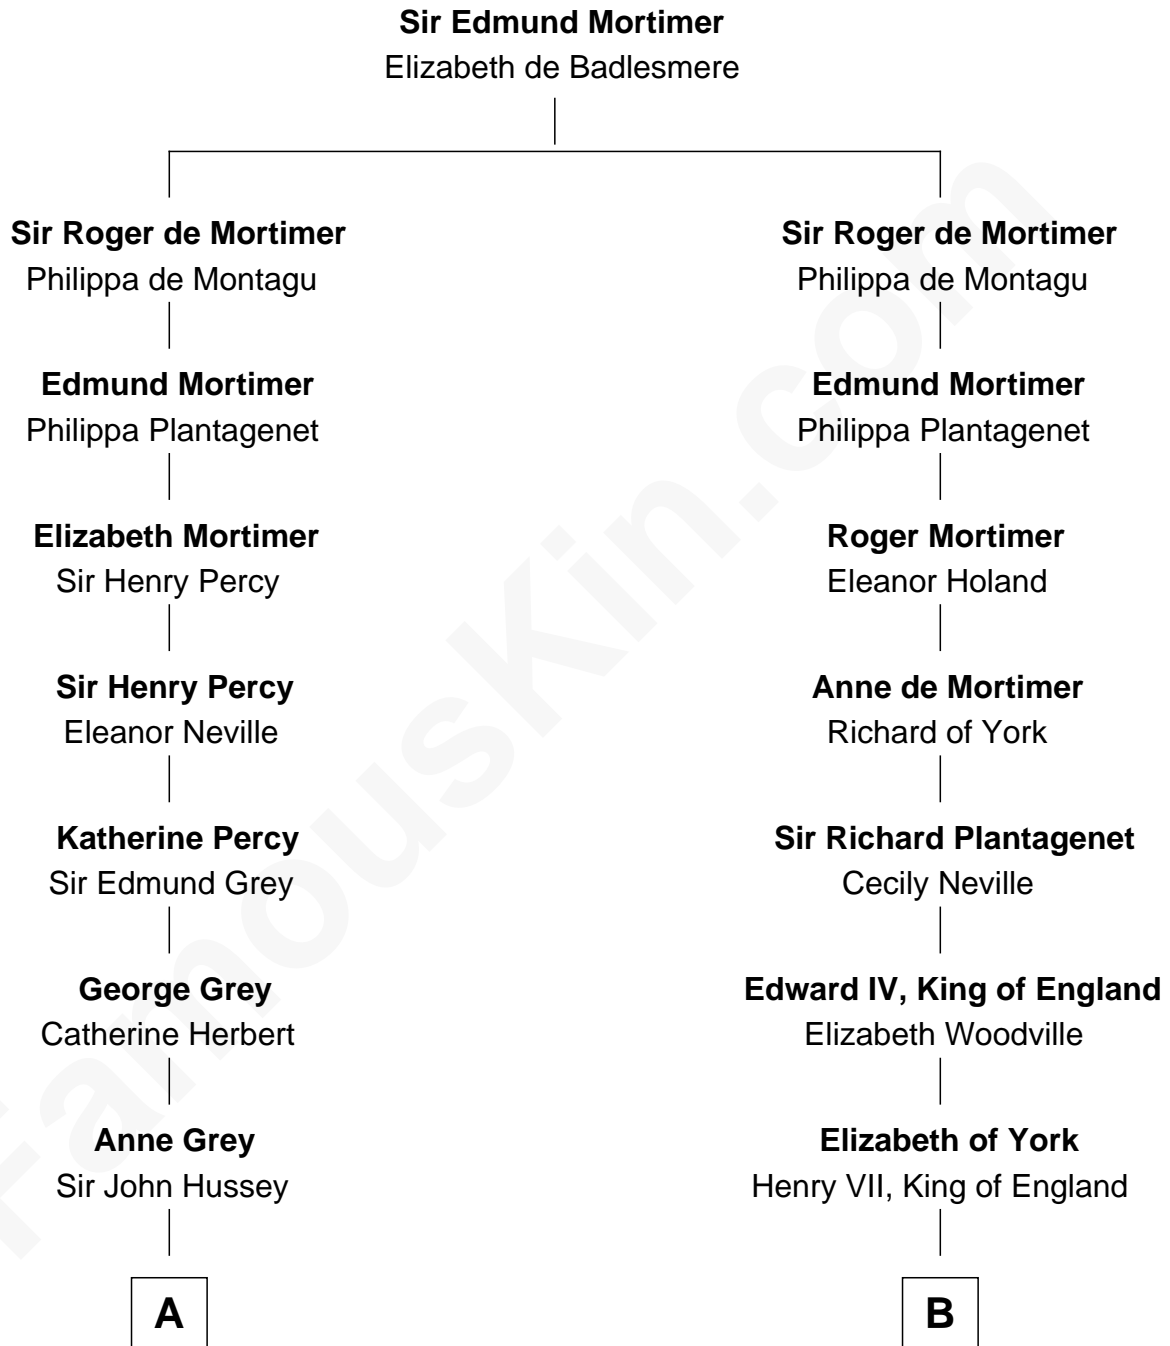 Sir Edmund Mortimer
Elizabeth de Badlesmere
Sir Roger de Mortimer
Philippa de Montagu
Sir Roger de Mortimer
Philippa de Montagu
Edmund Mortimer
Philippa Plantagenet
Edmund Mortimer
Philippa Plantagenet
Elizabeth Mortimer
Sir Henry Percy
Roger Mortimer
Eleanor Holand
Sir Henry Percy
Eleanor Neville
Anne de Mortimer
Richard of York
Katherine Percy
Sir Edmund Grey
Sir Richard Plantagenet
Cecily Neville
George Grey
Catherine Herbert
Edward IV, King of England
Elizabeth Woodville
Anne Grey
Sir John Hussey
Elizabeth of York
Henry VII, King of England
A
B
FamousKin.com